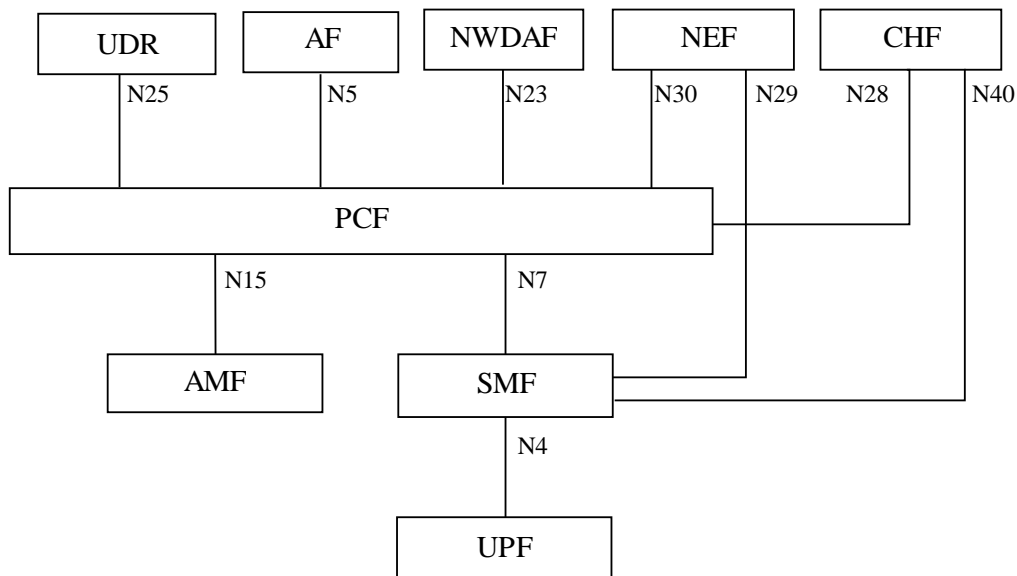 UDR
AF
NWDAF
NEF
CHF
N25
N5
N23
N30
N29
N28
N40
PCF
N15
N7
AMF
SMF
N4
UPF